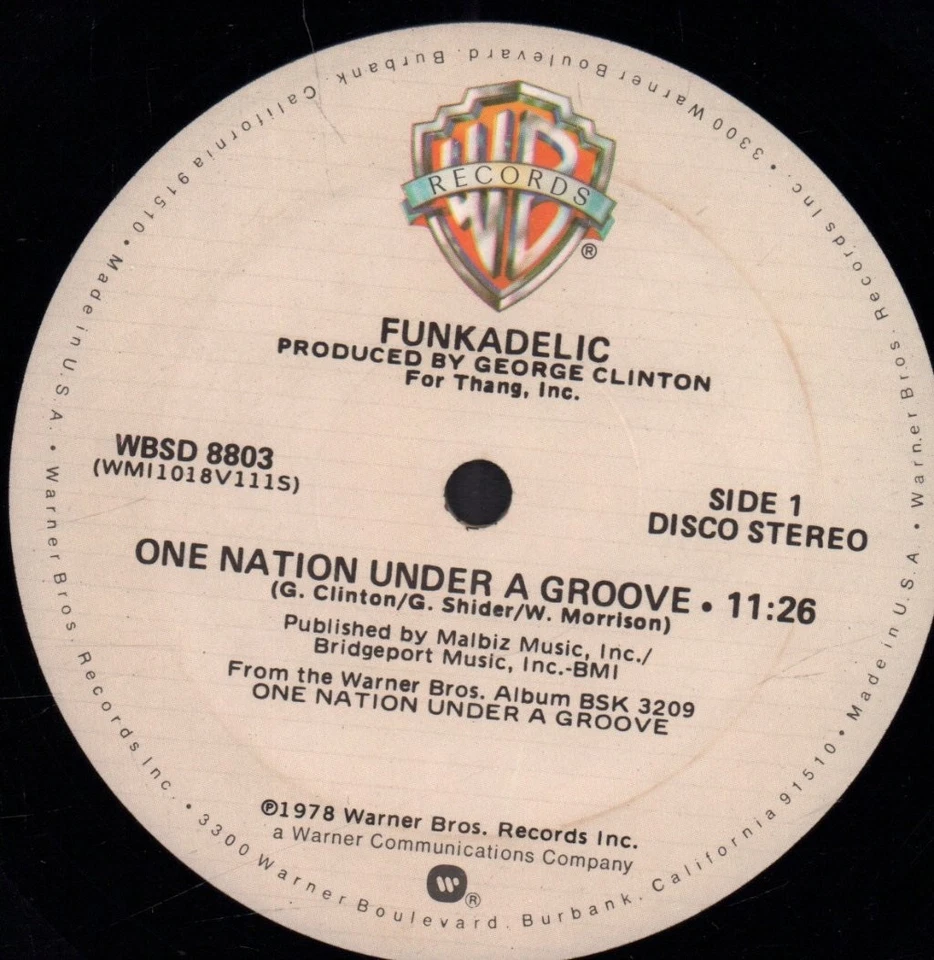 WB
RECORDS
®
FUNKADELIC
PRODUCED BY GEORGE CLINTON
For Thang, Inc.
WBSD 8803
(WMI1018V111S)
SIDE 1
DISCO STEREO
ONE NATION UNDER A GROOVE • 11:26
(G. Clinton/G. Shider/W. Morrison)
Published by Malbiz Music, Inc./
Bridgeport Music, Inc.-BMI
From the Warner Bros. Album BSK 3209
ONE NATION UNDER A GROOVE
℗1978 Warner Bros. Records Inc.
a Warner Communications Company
W ®
Warner Bros. Records Inc. • 3300 Warner Boulevard. Burbank. California 91510 • Made in U.S.A. • Warner Bros. Records Inc. • 3300 Warner Boulevard. Burbank. California 91510 • Made in U.S.A. •